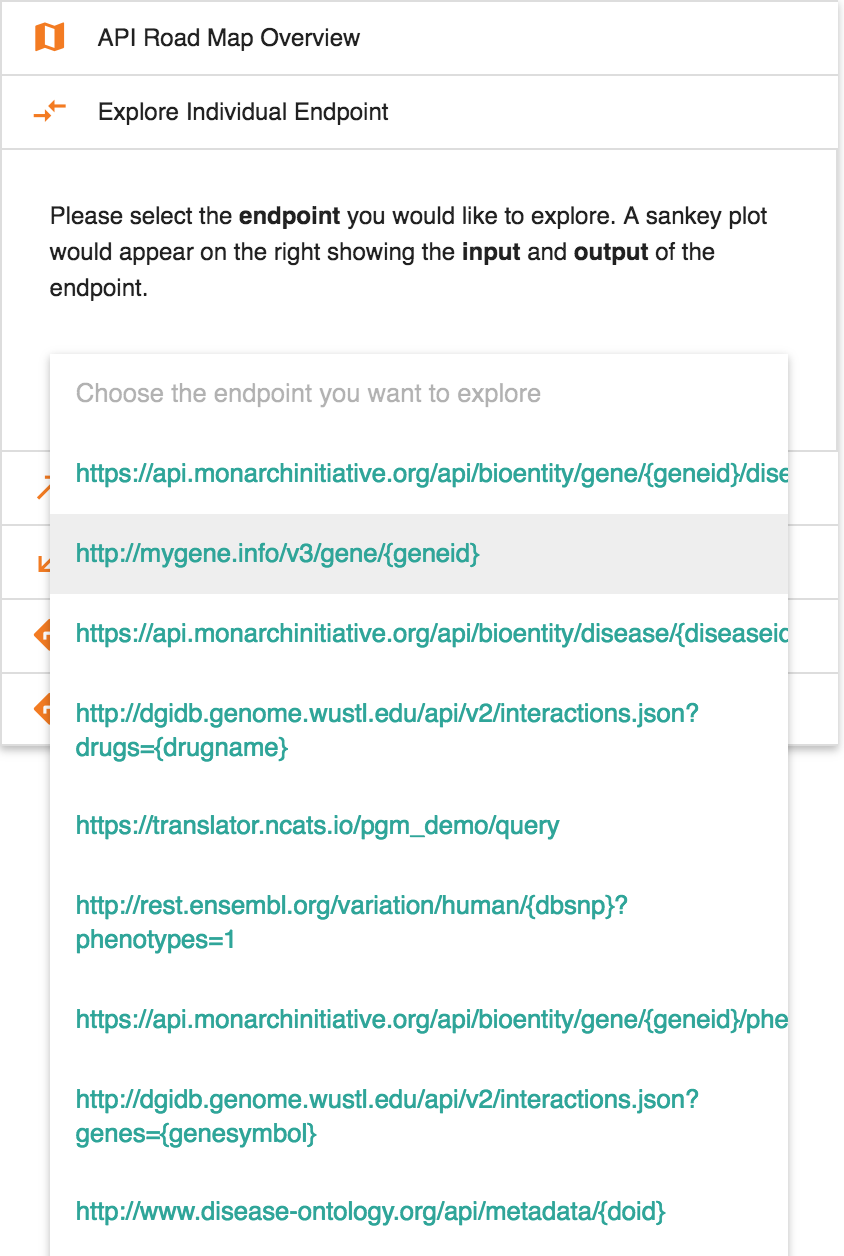 API Road Map Overview
Explore Individual Endpoint
Please select the endpoint you would like to explore. A sankey plot
would appear on the right showing the input and output of the
endpoint.
Choose the endpoint you want to explore
https://api.monarchinitiative.org/api/bioentity/gene/{geneid}/dise
http://mygene.info/v3/gene/{geneid}
https://api.monarchinitiative.org/api/bioentity/disease/{diseaseid
http://dgidb.genome.wustl.edu/api/v2/interactions.json?
drugs={drugname}
https://translator.ncats.io/pgm_demo/query
http://rest.ensembl.org/variation/human/{dbsnp}?
phenotypes=1
https://api.monarchinitiative.org/api/bioentity/gene/{geneid}/phe
http://dgidb.genome.wustl.edu/api/v2/interactions.json?
genes={genesymbol}
http://www.disease-ontology.org/api/metadata/{doid}